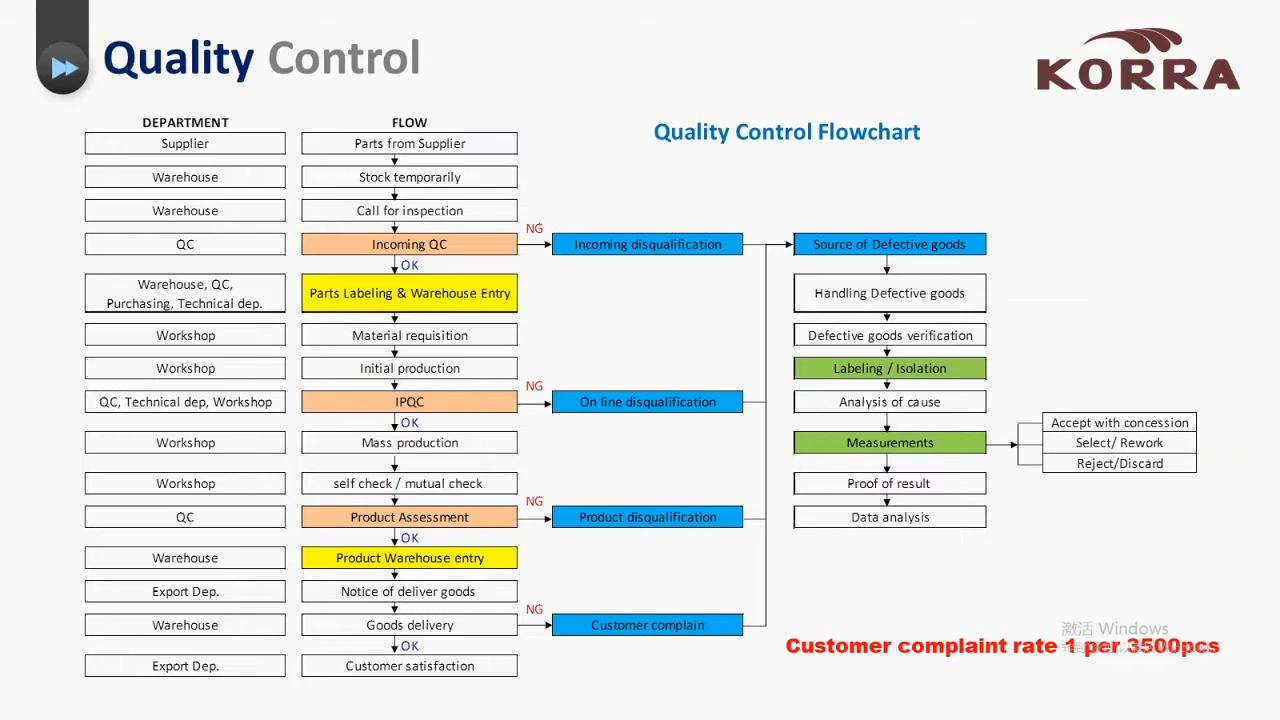 Quality Control
KORRA
Quality Control Flowchart
DEPARTMENT FLOW
Supplier Parts from Supplier
Warehouse Stock temporarily
Warehouse Call for inspection
NG
QC Incoming QC Incoming disqualification Source of Defective goods
OK
Warehouse, QC,
Purchasing, Technical dep.
Parts Labeling & Warehouse Entry Handling Defective goods
Workshop Material requisition Defective goods verification
Workshop Initial production Labeling / Isolation
NG
QC, Technical dep, Workshop IPQC On line disqualification Analysis of cause
OK
Accept with concession
Workshop Mass production Measurements Select/ Rework
Reject/Discard
Workshop self check / mutual check Proof of result
NG
QC Product Assessment Product disqualification Data analysis
OK
Warehouse Product Warehouse entry
Export Dep. Notice of deliver goods
NG
Warehouse Goods delivery Customer complain
OK
Export Dep. Customer satisfaction
激活 Windows
Customer complaint rate 1 per 3500pcs